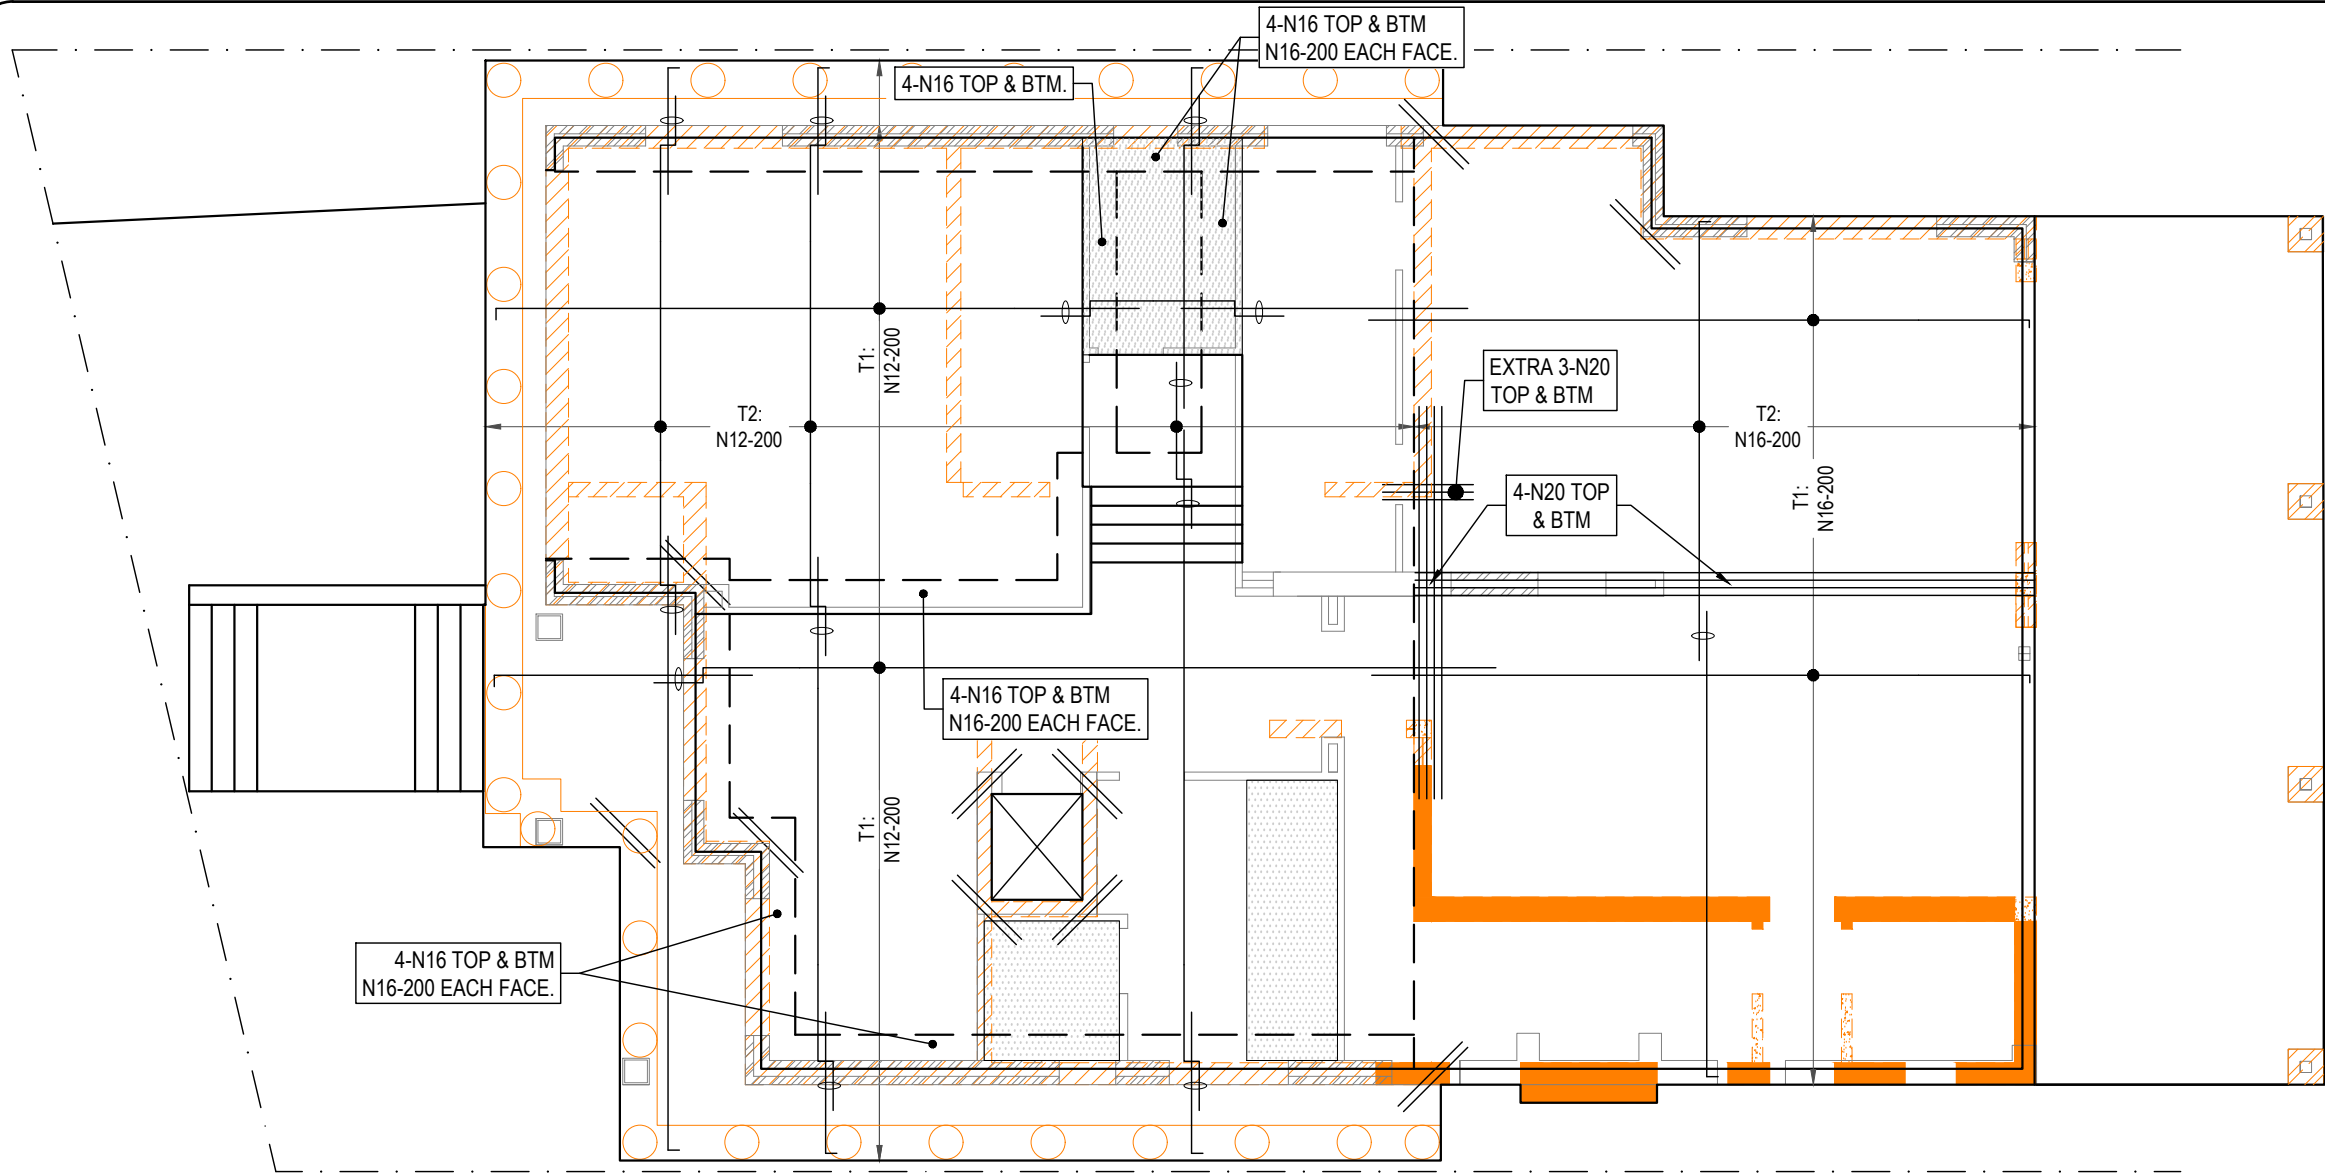 4-N16 TOP & BTM
N16-200 EACH FACE.
4-N16 TOP & BTM.
T1:
N12-200
EXTRA 3-N20
TOP & BTM
T2:
N12-200
T2:
N16-200
4-N20 TOP
& BTM
T1:
N16-200
4-N16 TOP & BTM
N16-200 EACH FACE.
T1:
N12-200
4-N16 TOP & BTM
N16-200 EACH FACE.